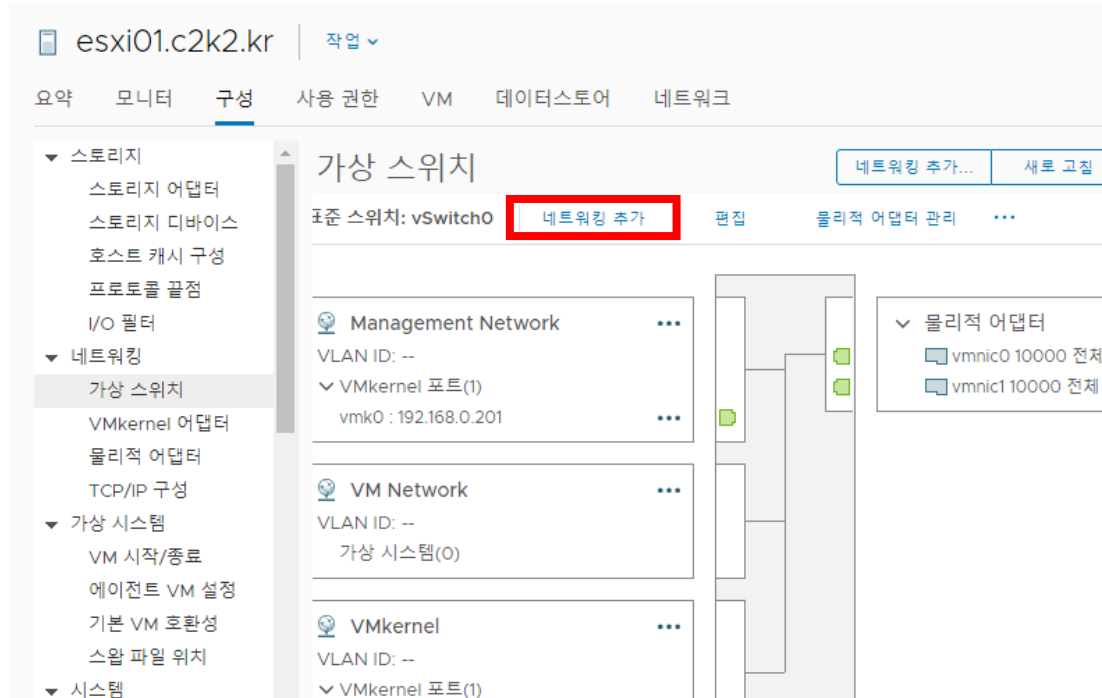 esxi01.c2k2.kr
작업
요약 모니터 구성 사용 권한 VM 데이터스토어 네트워크
스토리지
스토리지 어댑터
스토리지 디바이스
호스트 캐시 구성
프로토콜 끝점
I/O 필터
네트워킹
가상 스위치
VMkernel 어댑터
물리적 어댑터
TCP/IP 구성
가상 시스템
VM 시작/종료
에이전트 VM 설정
기본 VM 호환성
스왑 파일 위치
시스템
가상 스위치
네트워킹 추가... 새로 고침
표준 스위치: vSwitch0 네트워킹 추가 편집 물리적 어댑터 관리 ...
Management Network ...
VLAN ID: --
VMkernel 포트(1)
vmk0 : 192.168.0.201 ...
VM Network ...
VLAN ID: --
가상 시스템(0)
VMkernel ...
VLAN ID: --
VMkernel 포트(1)
물리적 어댑터
vmnic0 10000 전체
vmnic1 10000 전체